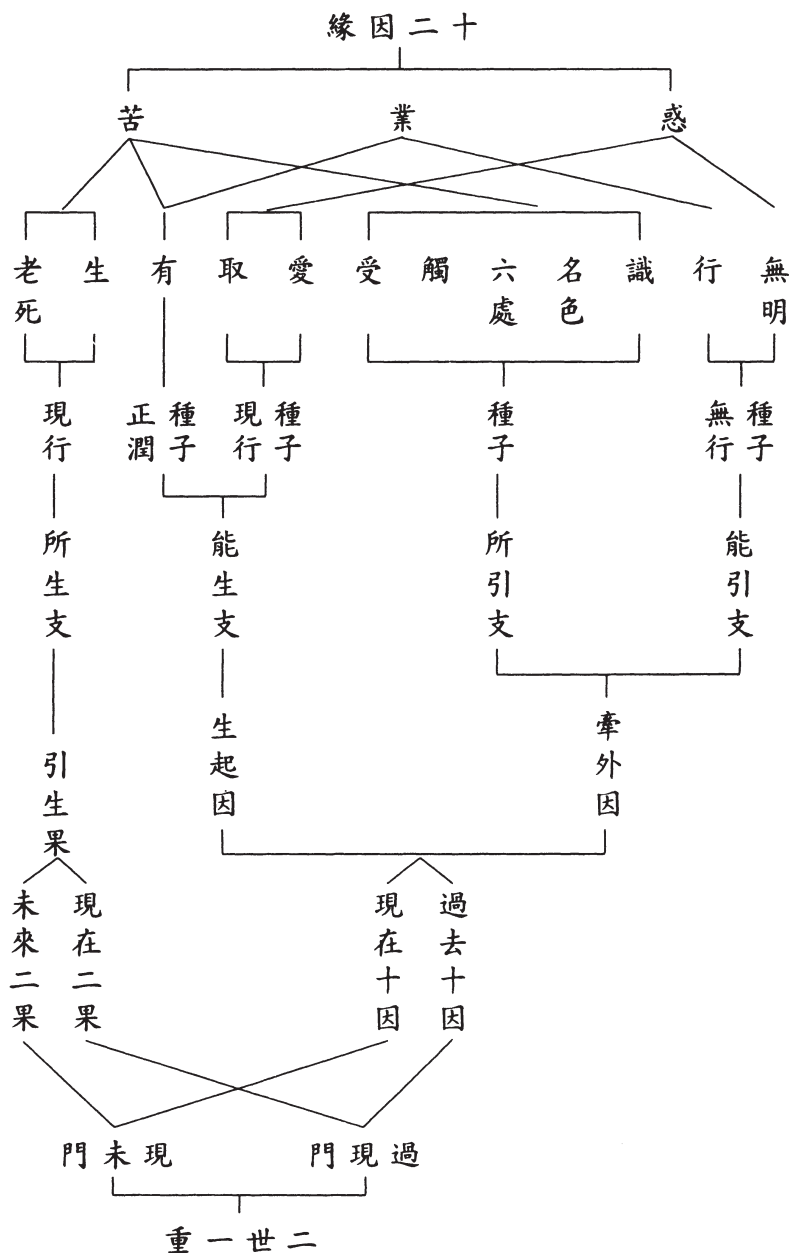 十二因緣
惑
業
苦
無明
行
識
名色
六處
觸
受
愛
取
有
生
老死
種子
無行
種子
種子
現行
種子
正潤
現行
能引支
所引支
能生支
所生支
牽外因
生起因
引生果
過去十因
現在十因
現在二果
未來二果
過現門
現未門
二世一重